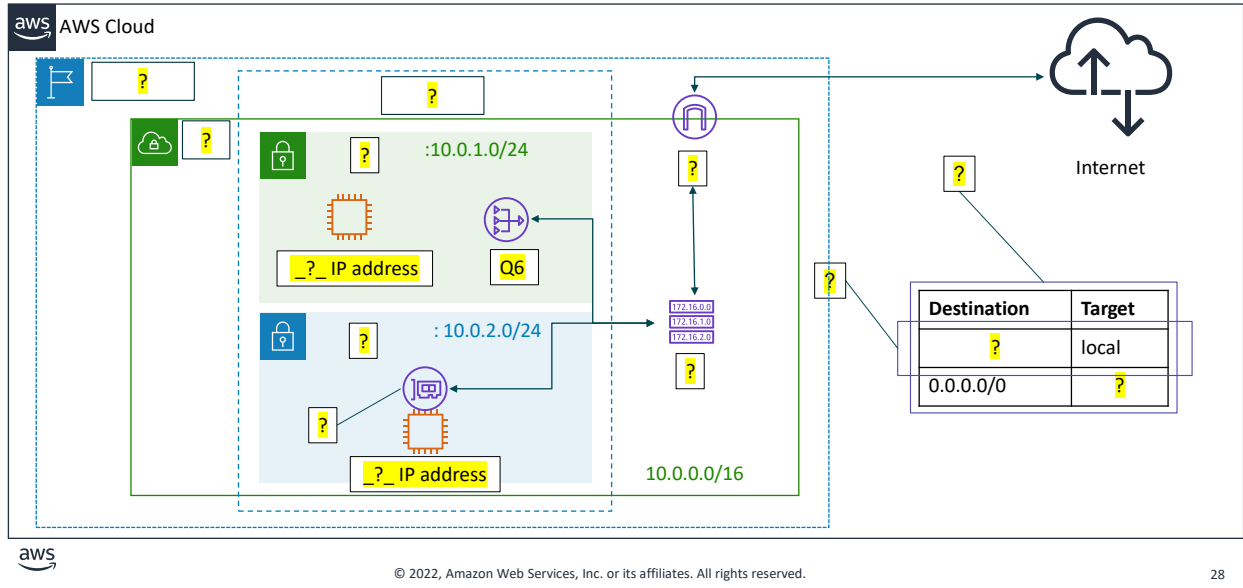 aws AWS Cloud
?
?
?
?
:10.0.1.0/24
_?_ IP address
Q6
?
: 10.0.2.0/24
?
_?_ IP address
10.0.0.0/16
?
172.16.0.0
172.16.1.0
172.16.2.0
?
Internet
?
?
Destination Target
? local
0.0.0.0/0 ?
aws
© 2022, Amazon Web Services, Inc. or its affiliates. All rights reserved.
28